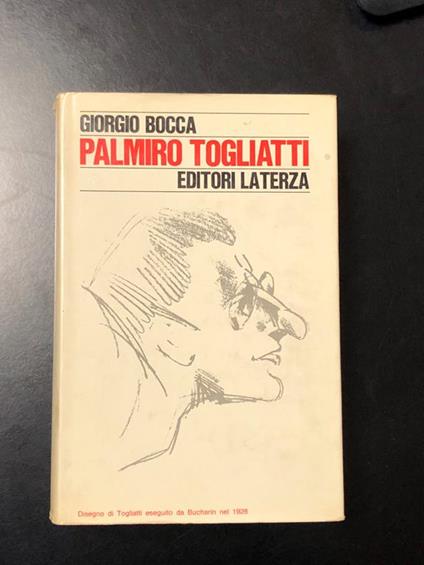 GIORGIO BOCCA
PALMIRO TOGLIATTI
EDITORI LATERZA
Disegno di Togliatti eseguito da Bucharin nel 1928